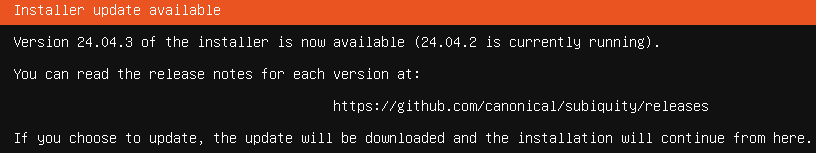 Installer update available
Version 24.04.3 of the installer is now available (24.04.2 is currently running).
You can read the release notes for each version at:
https://github.com/canonical/subiquity/releases
If you choose to update, the update will be downloaded and the installation will continue from here.